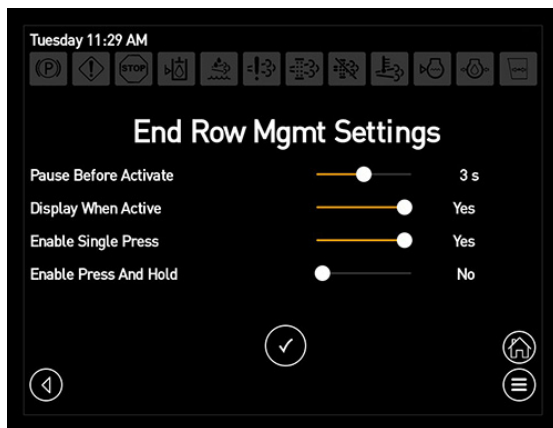 Tuesday 11:29 AM
(P) STOP
End Row Mgmt Settings
Pause Before Activate 3 s
Display When Active Yes
Enable Single Press Yes
Enable Press And Hold No